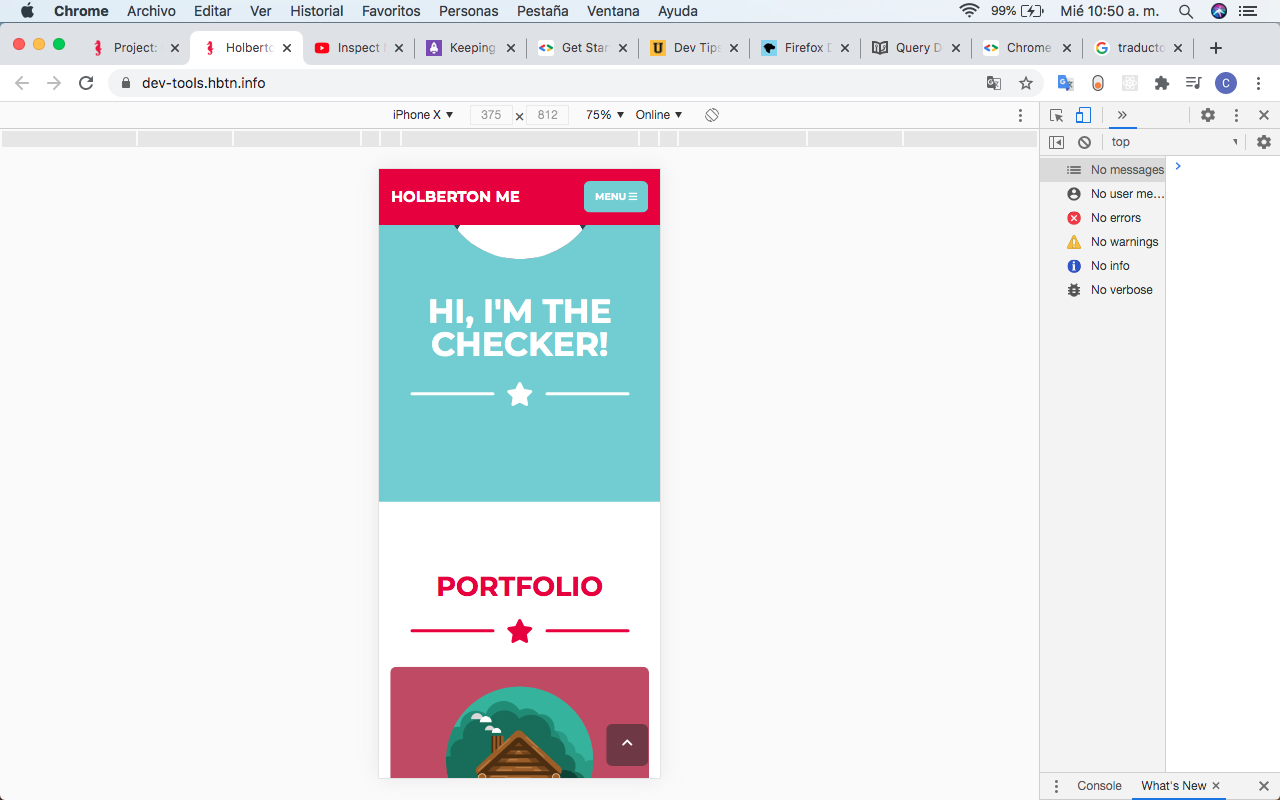 Chrome Archivo Editar Ver Historial Favoritos Personas Pestaña Ventana Ayuda 99% Mié 10:50 a. m.
Project: Holberto Inspect Keeping Get Star Dev Tips Firefox D Query D Chrome traducto
dev-tools.hbtn.info C
iPhone X ▼ 375 × 812 75% ▼ Online ▼
top
No messages
No user me…
No errors
No warnings
No info
No verbose
HOLBERTON ME MENU
HI, I'M THE
CHECKER!
PORTFOLIO
Console What's New